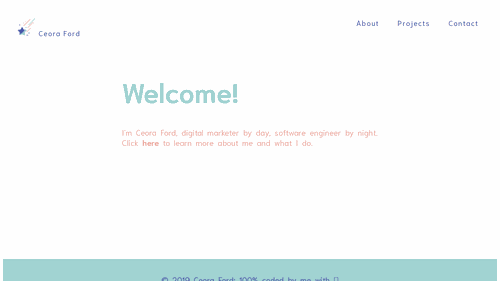 Ceora Ford
About Projects Contact
Welcome!
I'm Ceora Ford, digital marketer by day, software engineer by night.
Click here to learn more about me and what I do.
© 2019 Ceora Ford; 100% coded by me with